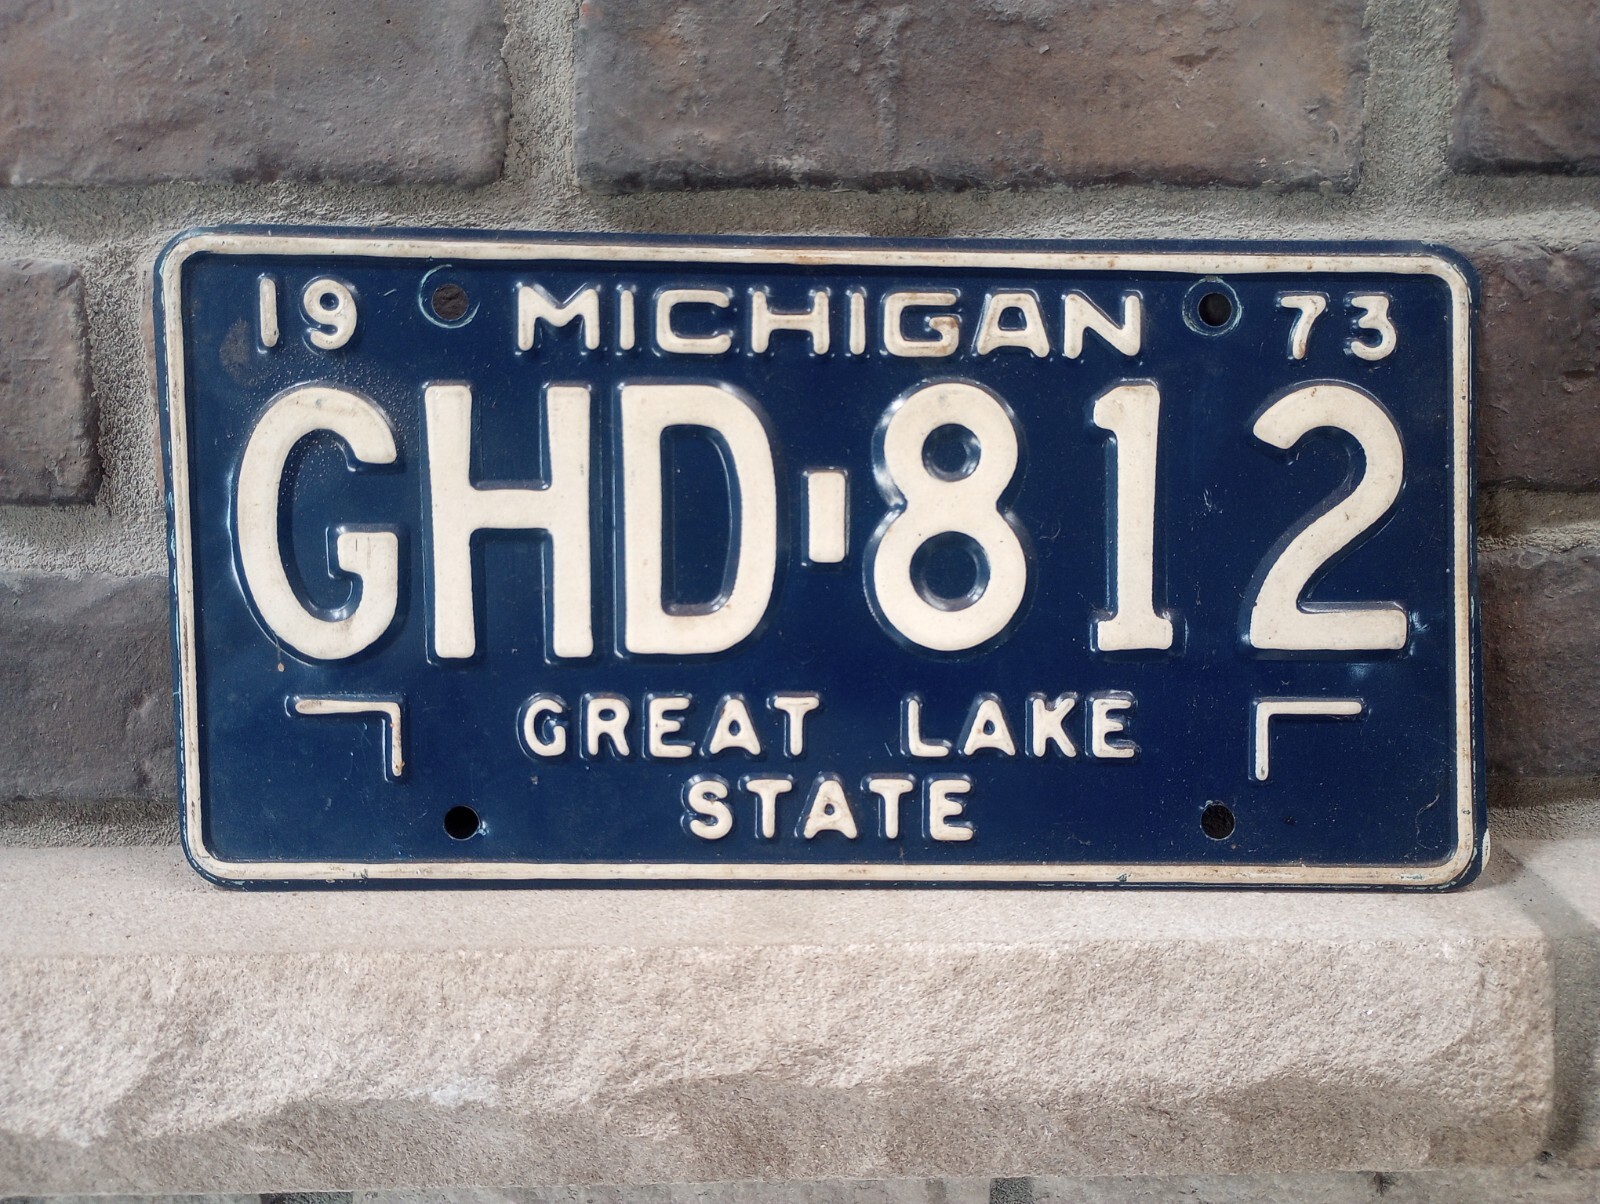 19 MICHIGAN 73
GHD-812
GREAT LAKE
STATE